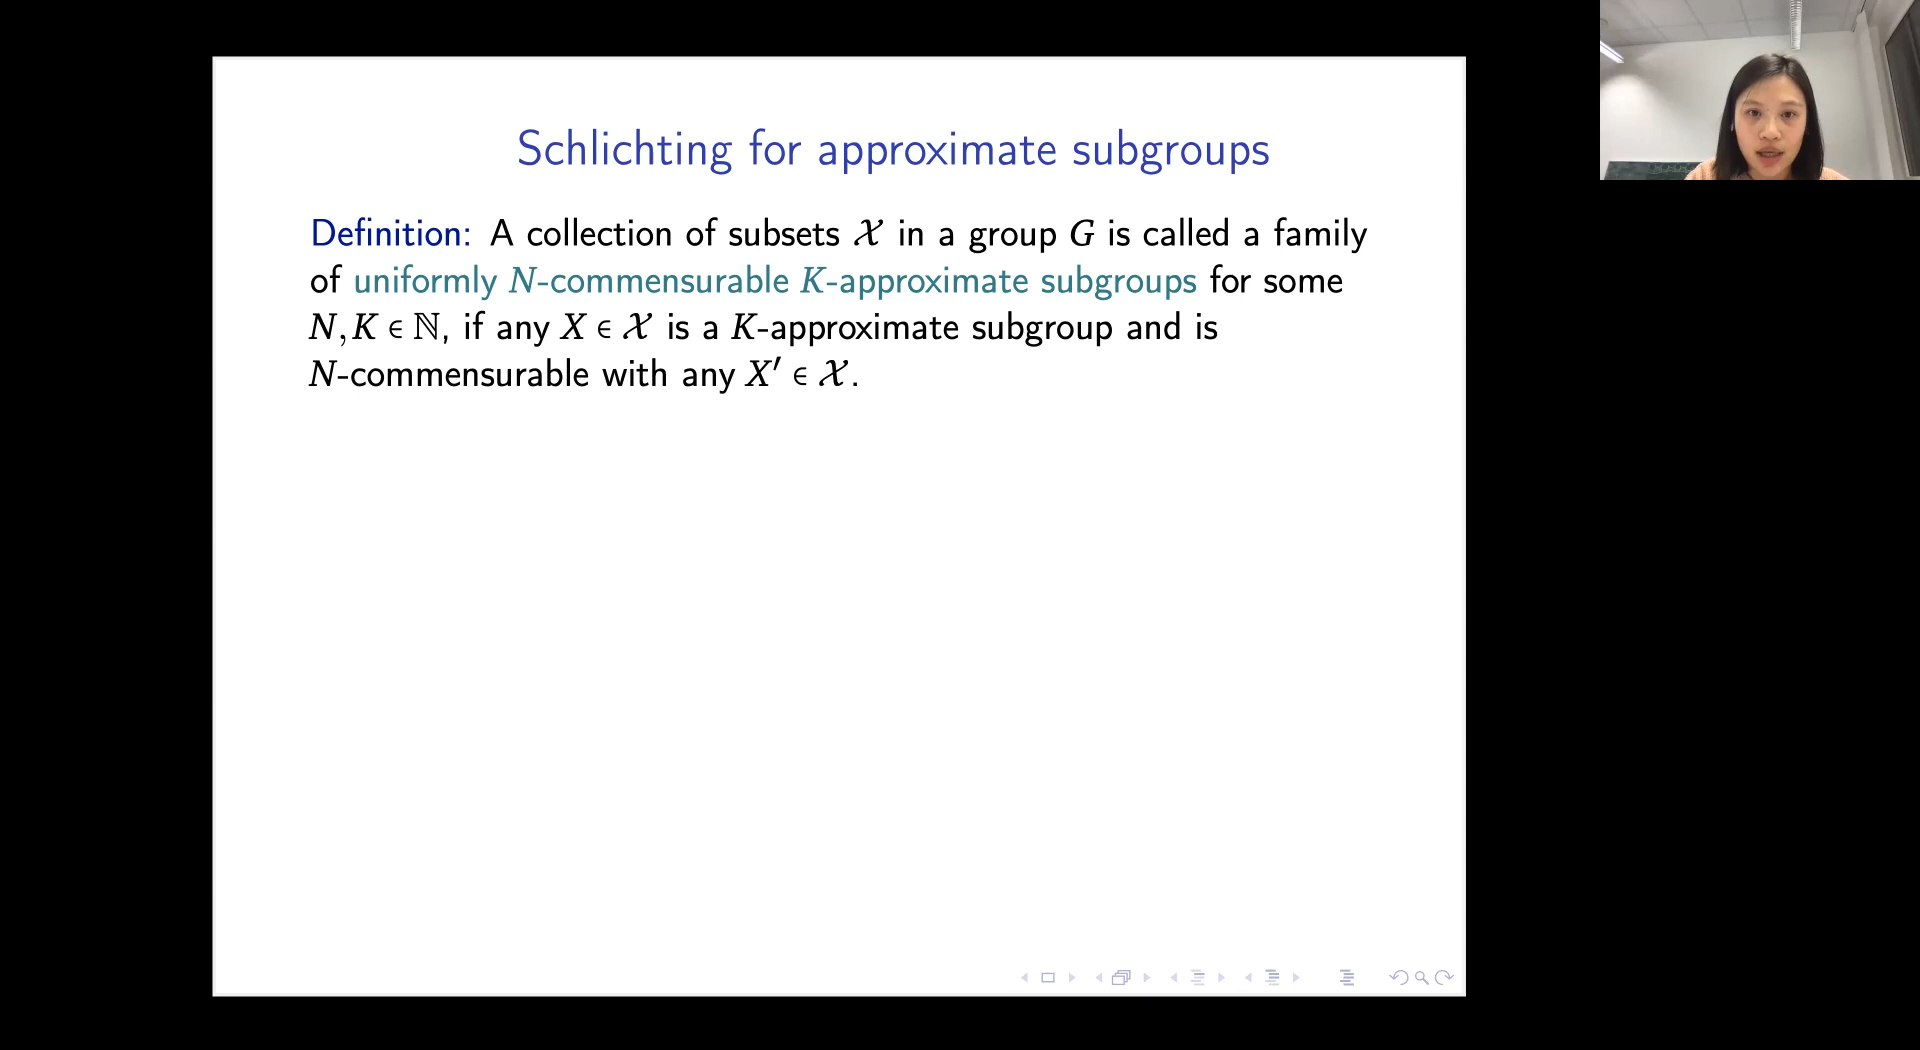 Schlichting for approximate subgroups
Definition: A collection of subsets 𝒳 in a group G is called a family
of uniformly N-commensurable K-approximate subgroups for some
N, K ∈ ℕ, if any X ∈ 𝒳 is a K-approximate subgroup and is
N-commensurable with any X′ ∈ 𝒳.